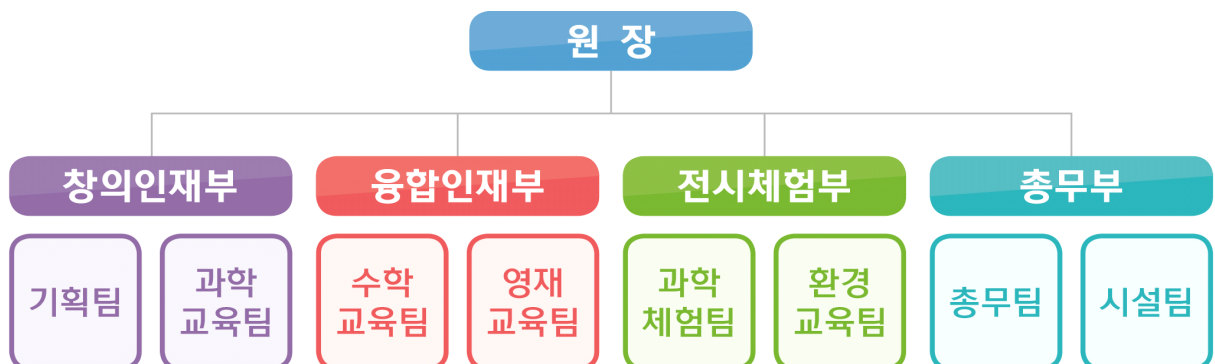 원 장
창의인재부
융합인재부
전시체험부
총무부
기획팀
과학
교육팀
수학
교육팀
영재
교육팀
과학
체험팀
환경
교육팀
총무팀
시설팀